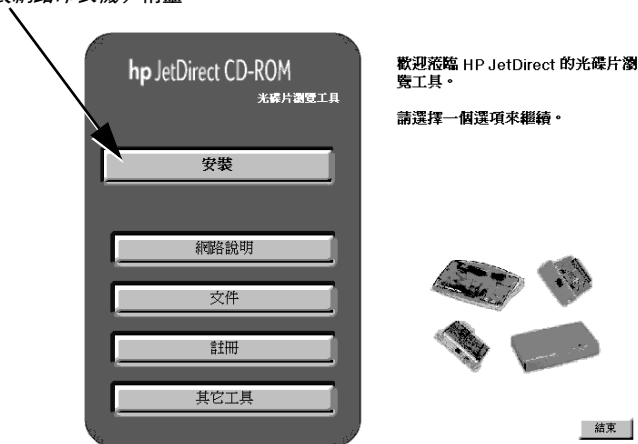 hp JetDirect CD-ROM
光碟片瀏覽工具
安裝
網路說明
文件
註冊
其它工具
歡迎蒞臨 HP JetDirect 的光碟片瀏
覽工具。
請選擇一個選項來繼續。
結束